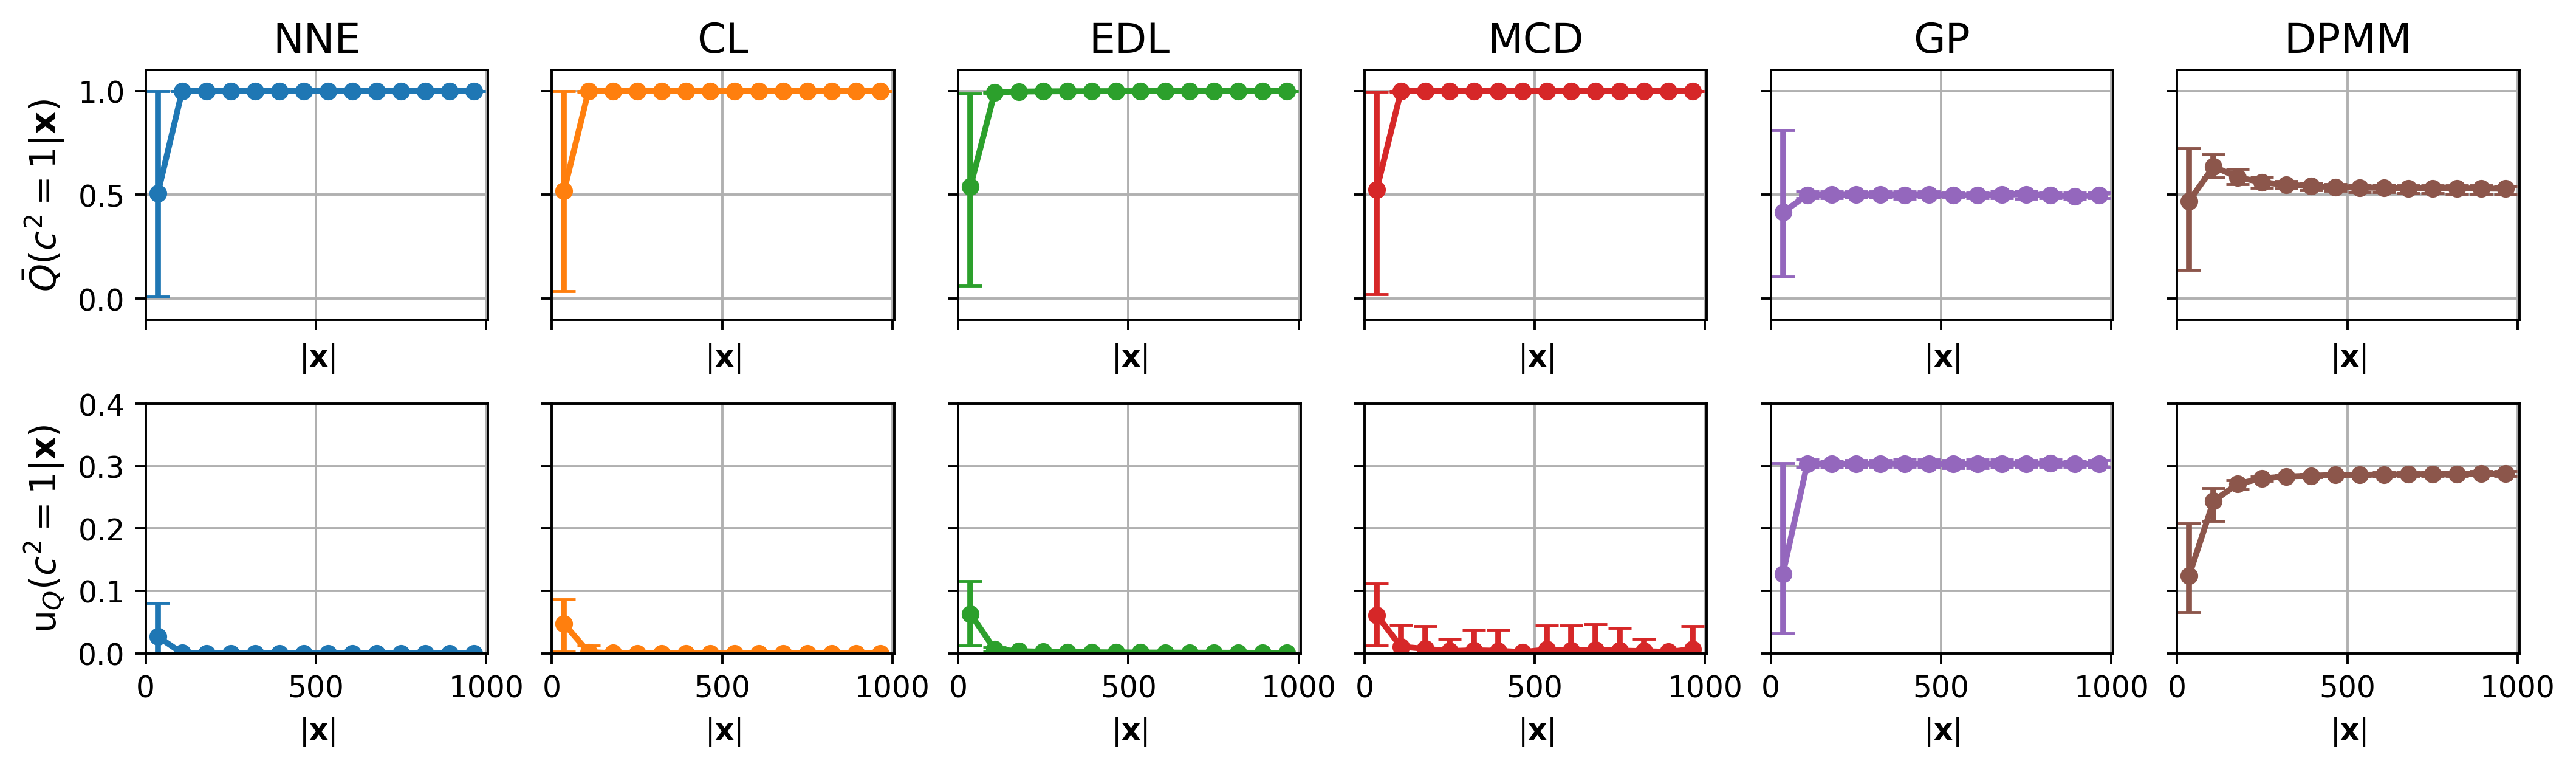 NNE CL EDL MCD GP DPMM
Q̄(c² = 1|x)
1.0
0.5
0.0
|x| |x| |x| |x| |x| |x|
u_Q(c² = 1|x)
0.4
0.3
0.2
0.1
0.0
0 500 1000 0 500 1000 0 500 1000 0 500 1000 0 500 1000 0 500 1000
|x| |x| |x| |x| |x| |x|